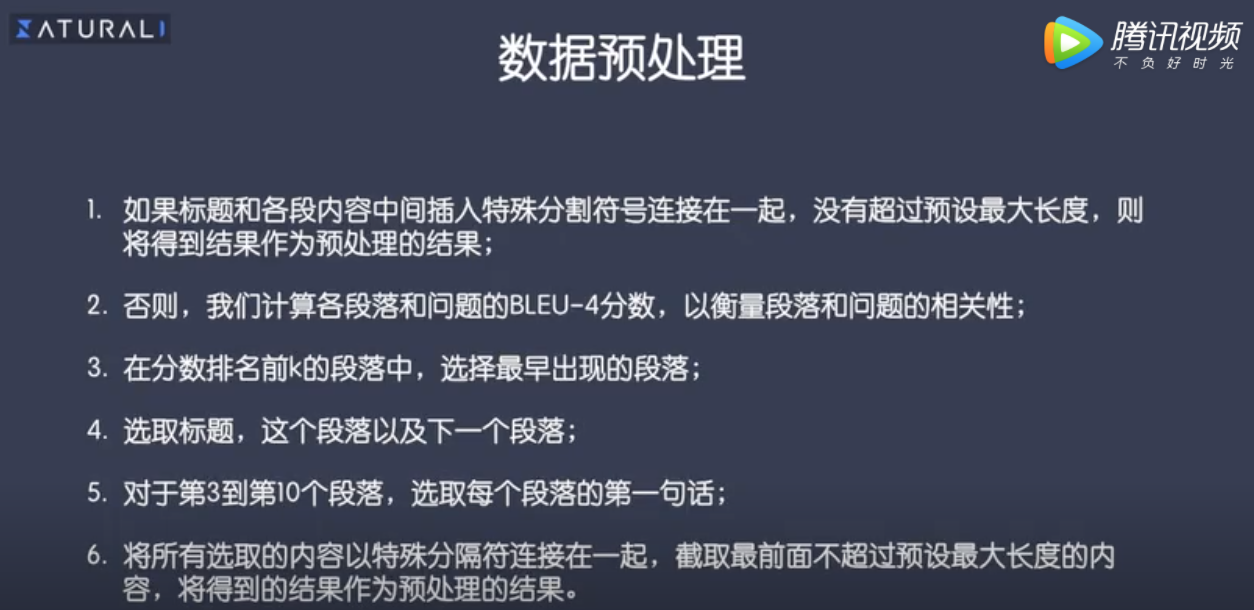 NATURALI
数据预处理
腾讯视频
不负好时光
1. 如果标题和各段内容中间插入特殊分割符号连接在一起，没有超过预设最大长度，则
将得到结果作为预处理的结果；
2. 否则，我们计算各段落和问题的BLEU-4分数，以衡量段落和问题的相关性；
3. 在分数排名前k的段落中，选择最早出现的段落；
4. 选取标题，这个段落以及下一个段落；
5. 对于第3到第10个段落，选取每个段落的第一句话；
6. 将所有选取的内容以特殊分隔符连接在一起，截取最前面不超过预设最大长度的内
容，将得到的结果作为预处理的结果。